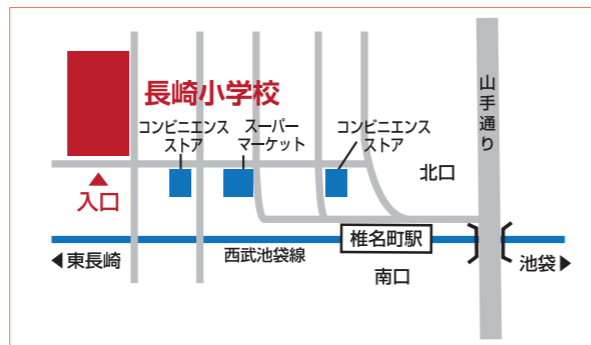 長崎小学校
コンビニエンス
ストア
スーパー
マーケット
コンビニエンス
ストア
山手通り
北口
入口
椎名町駅
西武池袋線
◀東長崎
南口
池袋▶